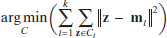 arg min_C ( ∑_{i=1}^{k} ∑_{z∈C_i} ‖z − m_i‖² )